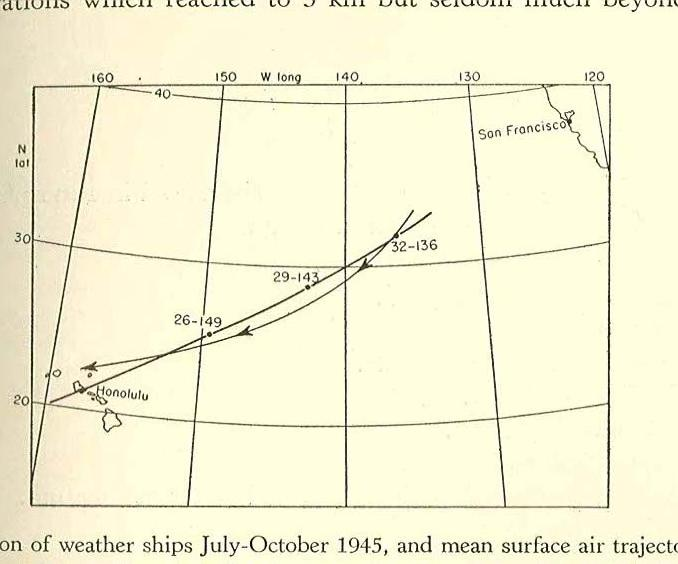 which reached to 3 km but seldom much beyond
160 150 W long 140 130 120
40
San Francisco
N
lat
30
32-136
29-143
26-149
Honolulu
20
on of weather ships July-October 1945, and mean surface air